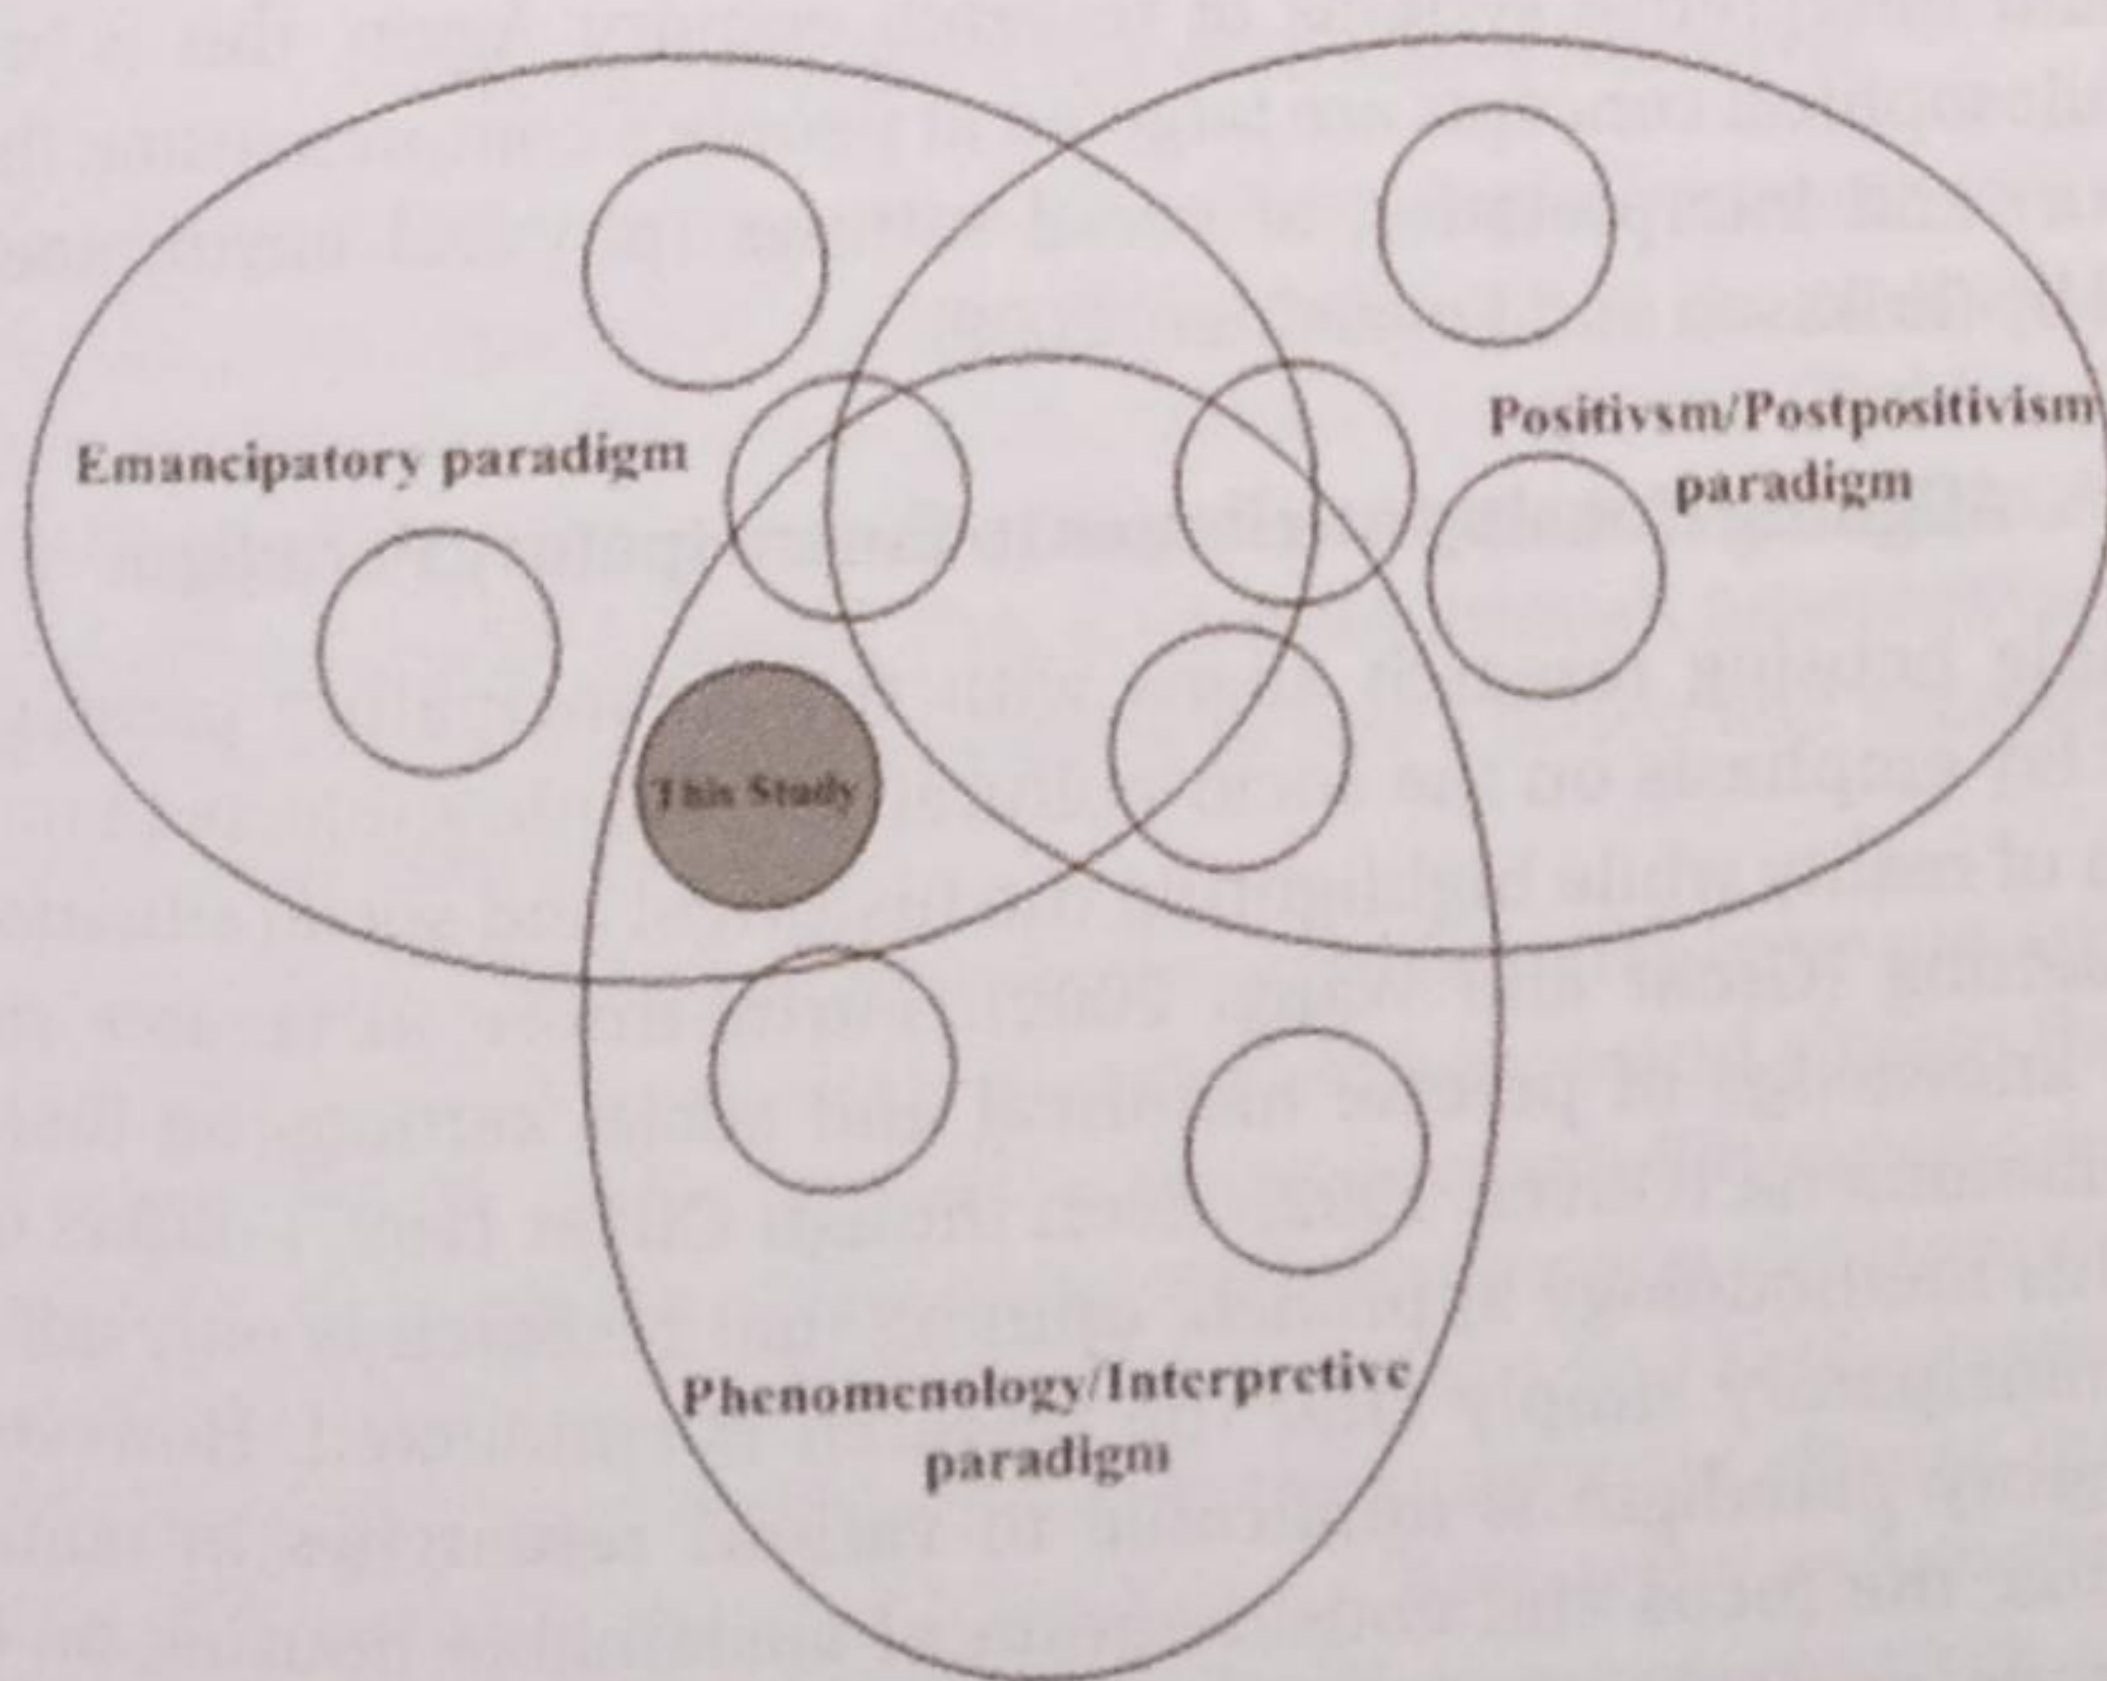 Emancipatory paradigm
Positivsm/Postpositivism
paradigm
This Study
Phenomenology/Interpretive
paradigm